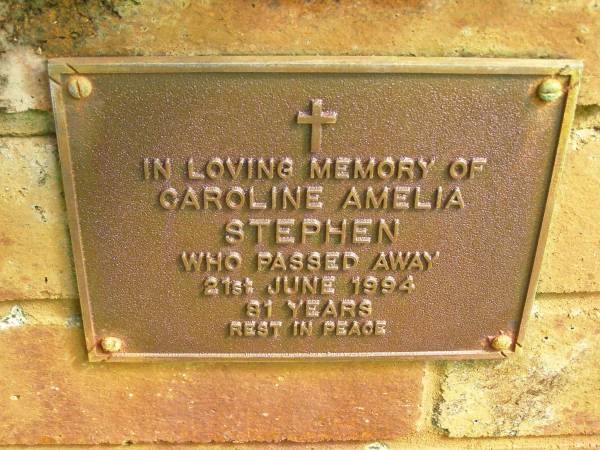 IN LOVING MEMORY OF
CAROLINE AMELIA
STEPHEN
WHO PASSED AWAY
21st JUNE 1994
81 YEARS
REST IN PEACE